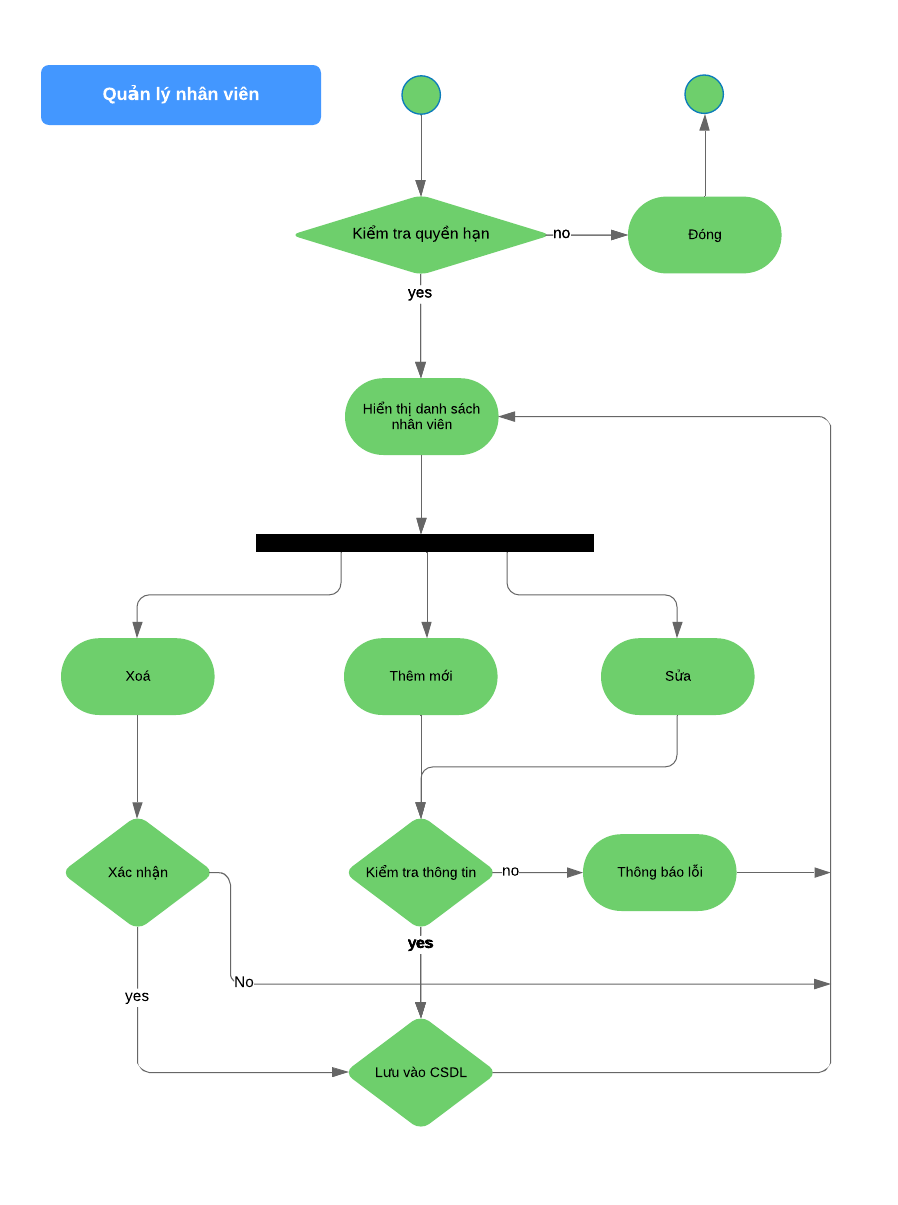 Quản lý nhân viên
Kiểm tra quyền hạn
no
Đóng
yes
Hiển thị danh sách
nhân viên
Xoá
Thêm mới
Sửa
Xác nhận
Kiểm tra thông tin
no
Thông báo lỗi
yes
No
yes
Lưu vào CSDL